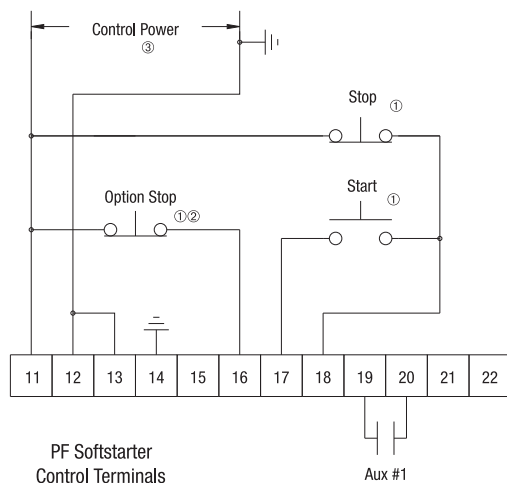 Control Power
③
Stop ①
Option Stop ①②
Start ①
11 12 13 14 15 16 17 18 19 20 21 22
PF Softstarter
Control Terminals
Aux #1